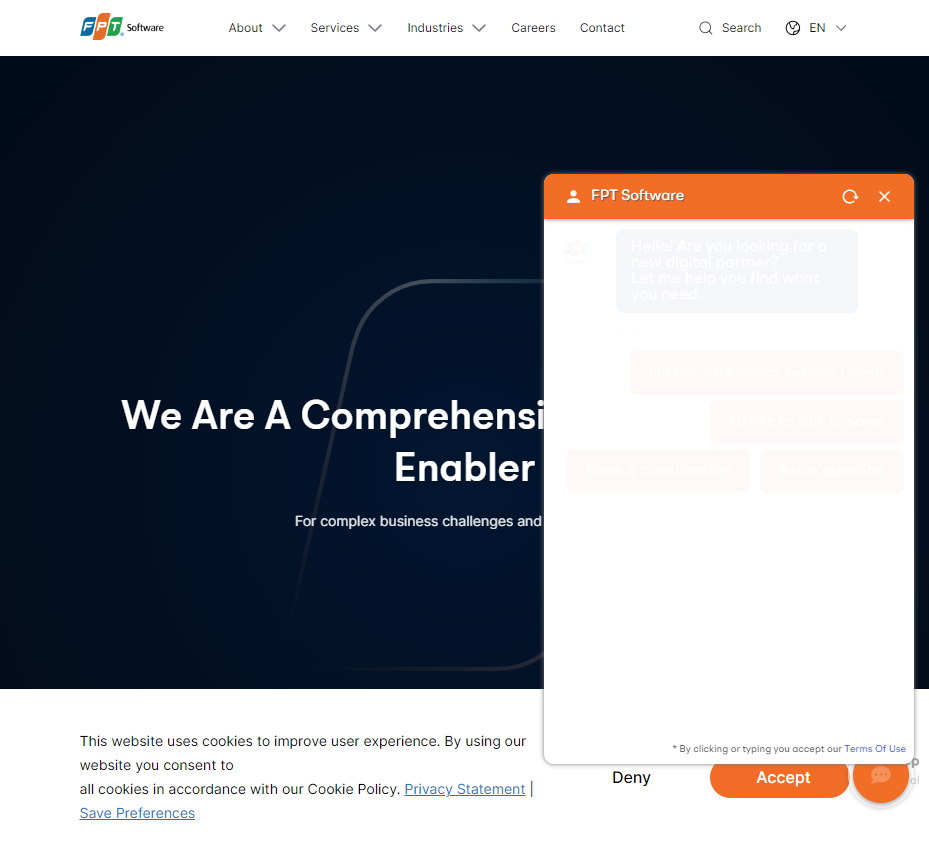 FPT Software
About
Services
Industries
Careers
Contact
Search
EN
FPT Software
Hello! Are you looking for a
new digital partner?
Let me help you find what
you need.
I'm not sure which service I need
I'd like to talk to sales
Book a consultation
Ask a question
We Are A Comprehensi
Enabler
For complex business challenges and
* By clicking or typing you accept our Terms Of Use
This website uses cookies to improve user experience. By using our
website you consent to
all cookies in accordance with our Cookie Policy. Privacy Statement |
Save Preferences
Deny
Accept